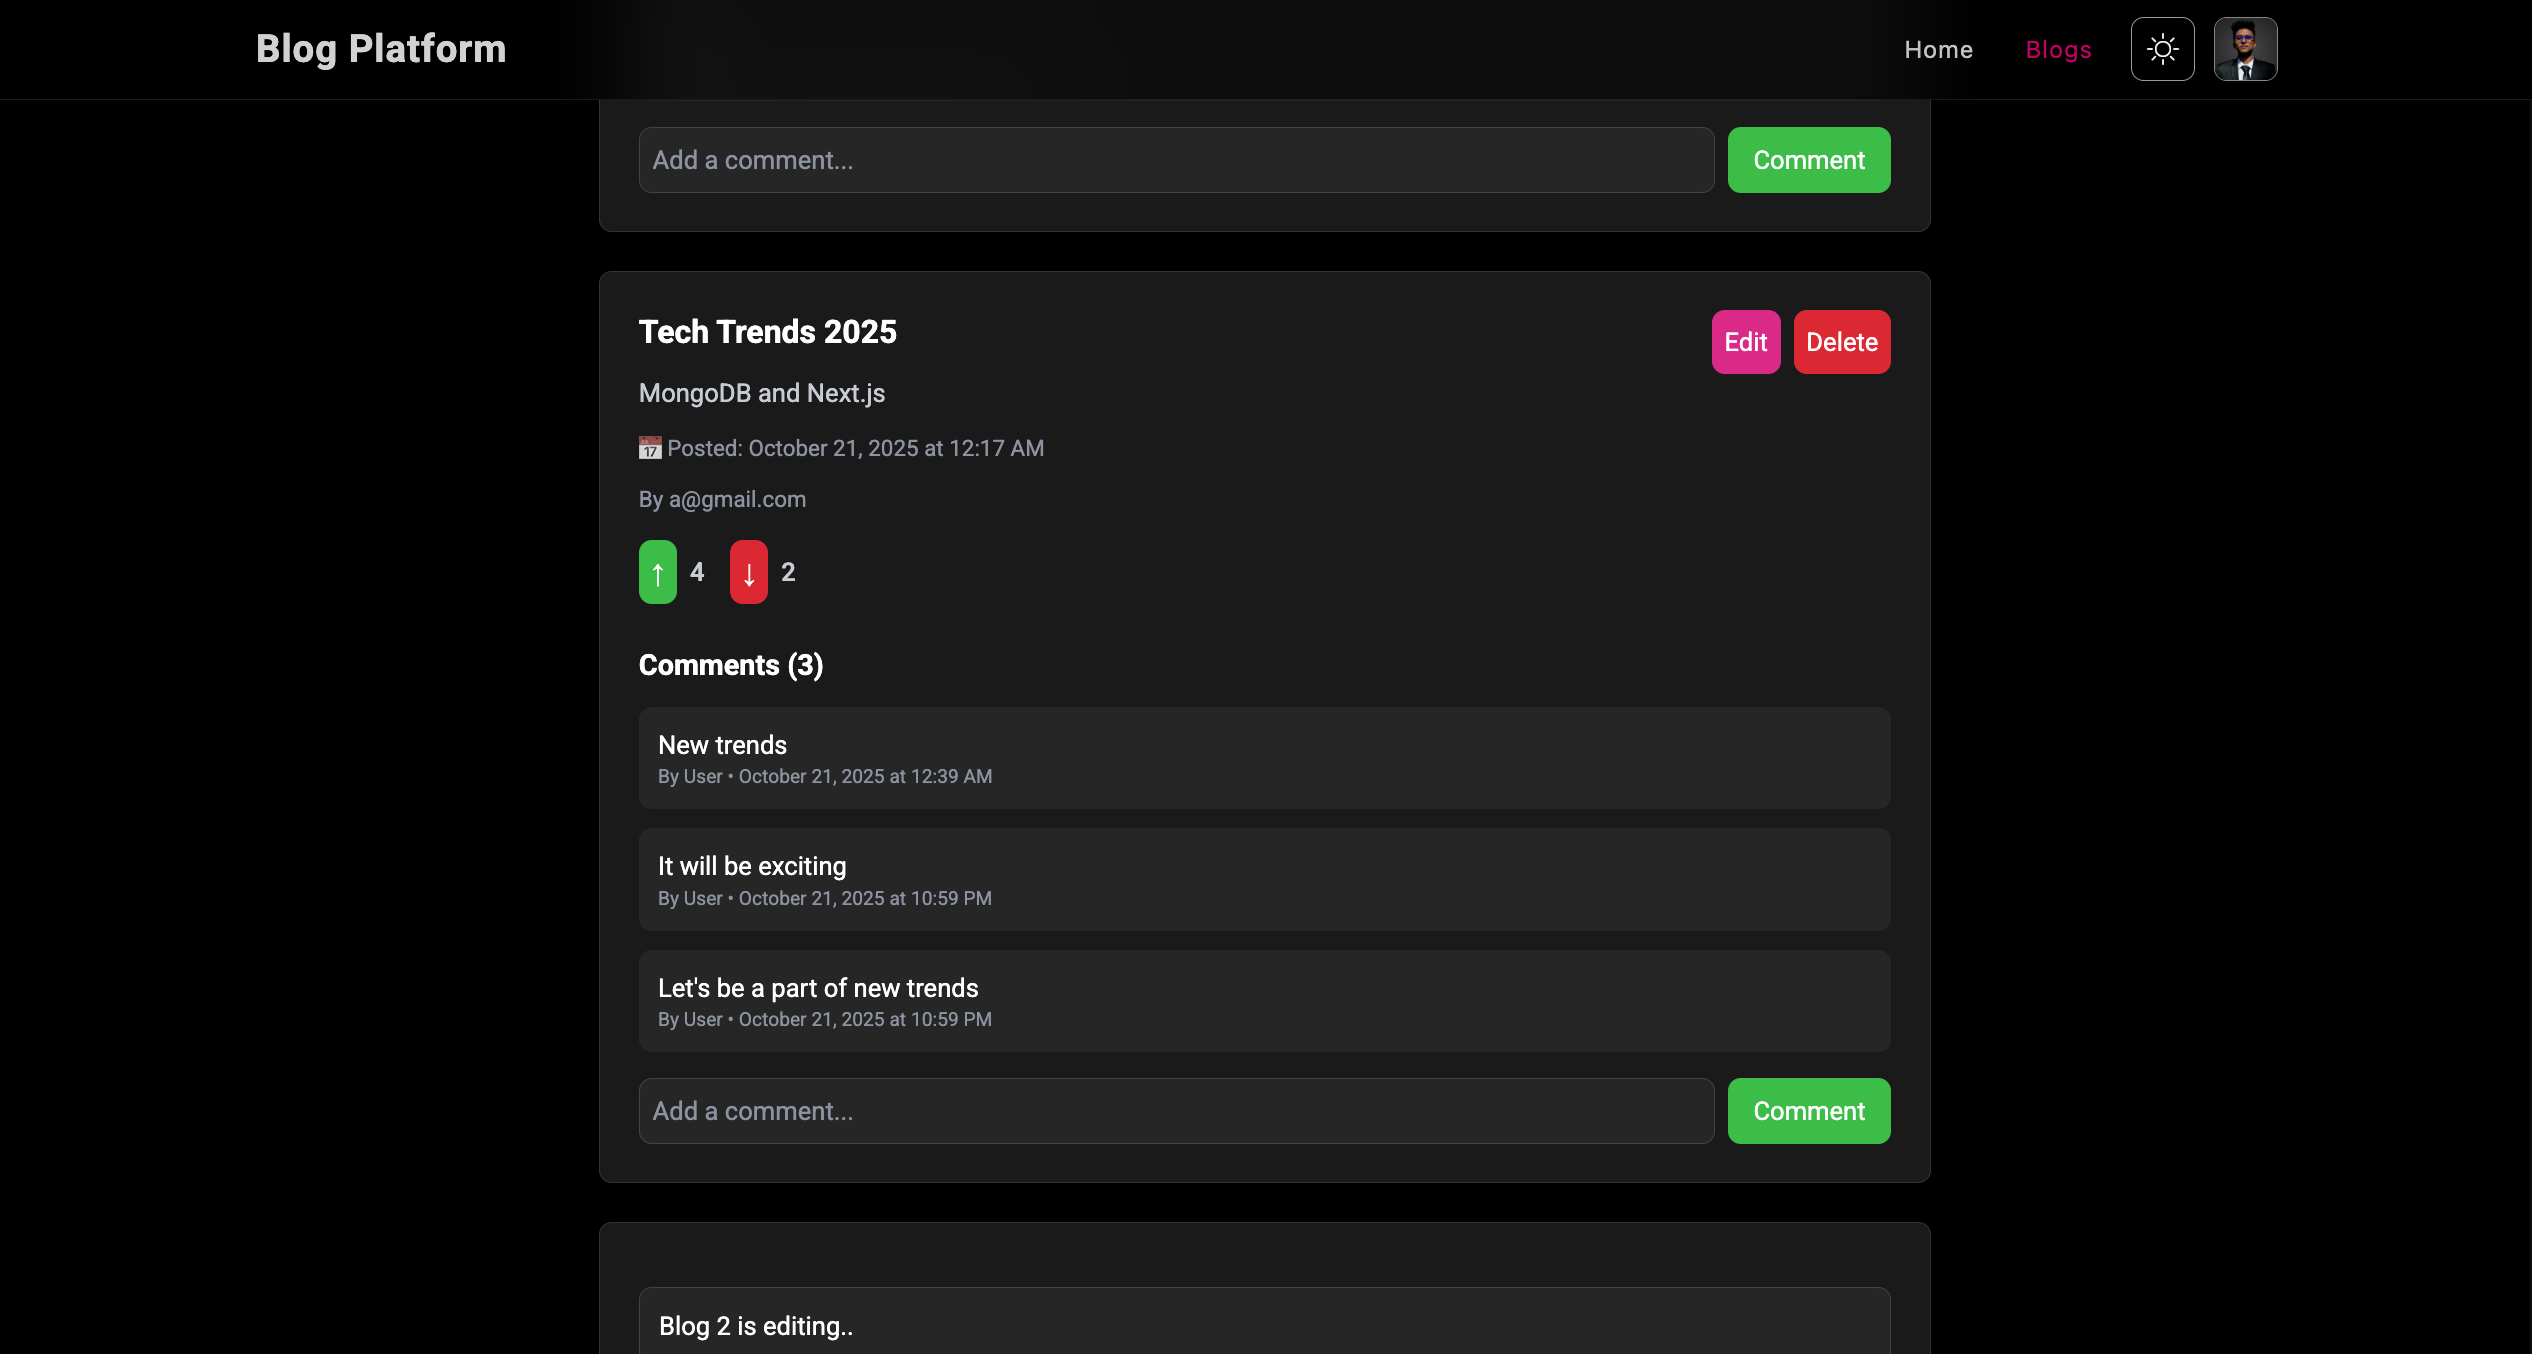 Blog Platform
Home
Blogs
Add a comment...
Comment
Tech Trends 2025
Edit
Delete
MongoDB and Next.js
📅 Posted: October 21, 2025 at 12:17 AM
By a@gmail.com
↑ 4 ↓ 2
Comments (3)
New trends
By User • October 21, 2025 at 12:39 AM
It will be exciting
By User • October 21, 2025 at 10:59 PM
Let's be a part of new trends
By User • October 21, 2025 at 10:59 PM
Add a comment...
Comment
Blog 2 is editing..